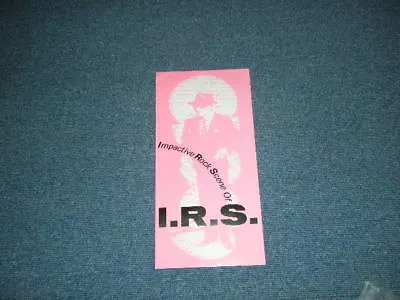 Impactive Rock Scene Of
I.R.S.